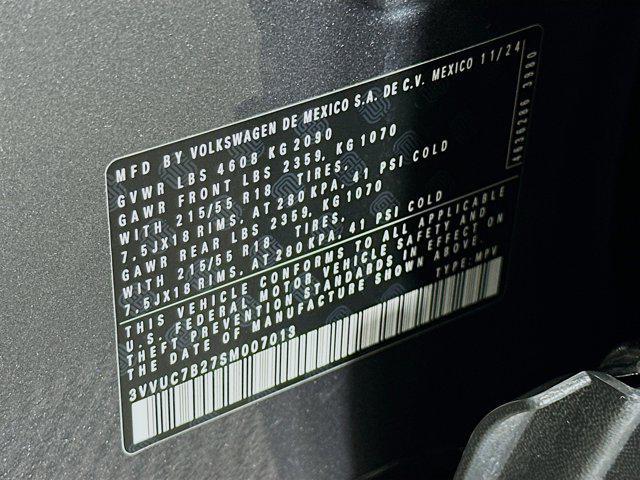 MFD BY VOLKSWAGEN DE MEXICO S.A. DE C.V. MEXICO 11/24
GVWR LBS 4608 KG 2090
GAWR FRONT LBS 2359, KG 1070
WITH 215/55 R18 TIRES,
7,5JX18 RIMS, AT 280 KPA, 41 PSI COLD
GAWR REAR LBS 2359, KG 1070
WITH 215/55 R18 TIRES,
7,5JX18 RIMS, AT 280 KPA, 41 PSI COLD
THIS VEHICLE CONFORMS TO ALL APPLICABLE
U.S. FEDERAL MOTOR VEHICLE SAFETY AND
THEFT PREVENTION STANDARDS IN EFFECT ON
THE DATE OF MANUFACTURE SHOWN ABOVE.
TYPE: MPV
3VVUC7B27SM007013